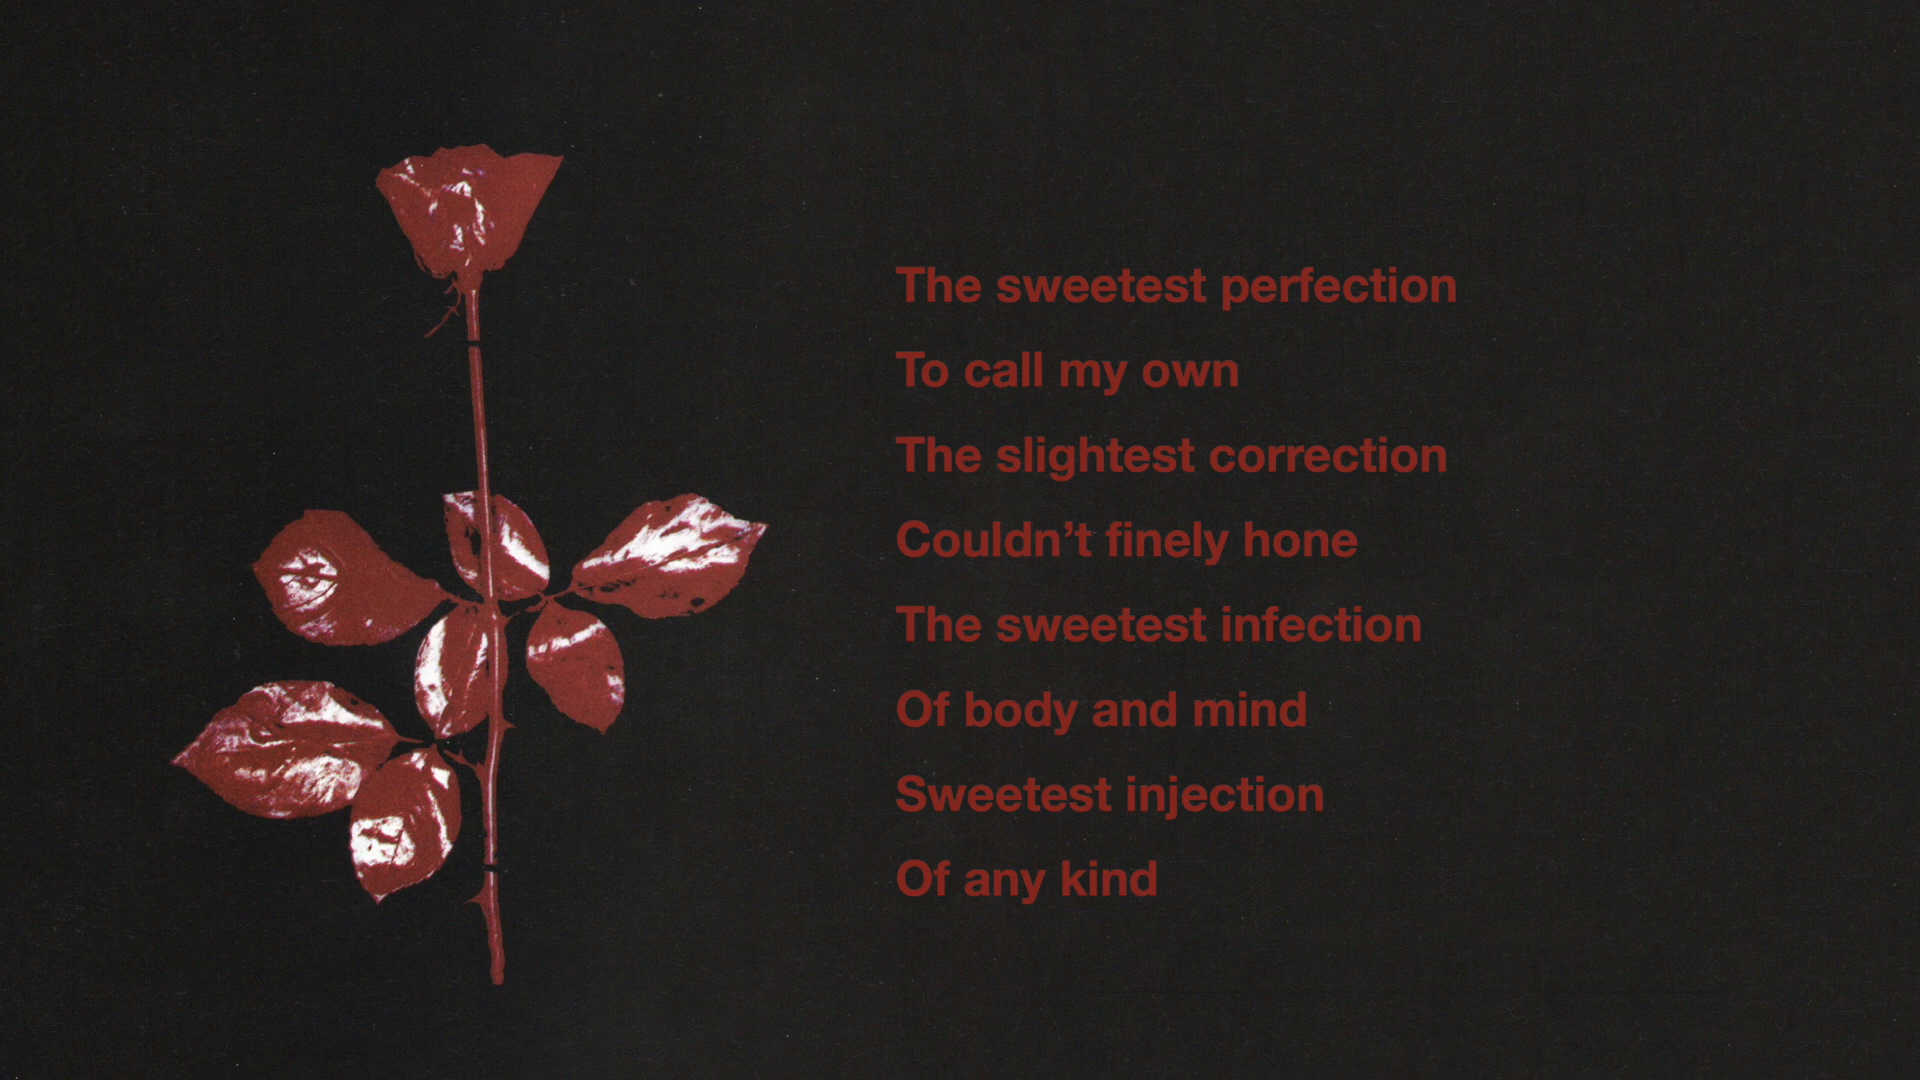 The sweetest perfection
To call my own
The slightest correction
Couldn’t finely hone
The sweetest infection
Of body and mind
Sweetest injection
Of any kind